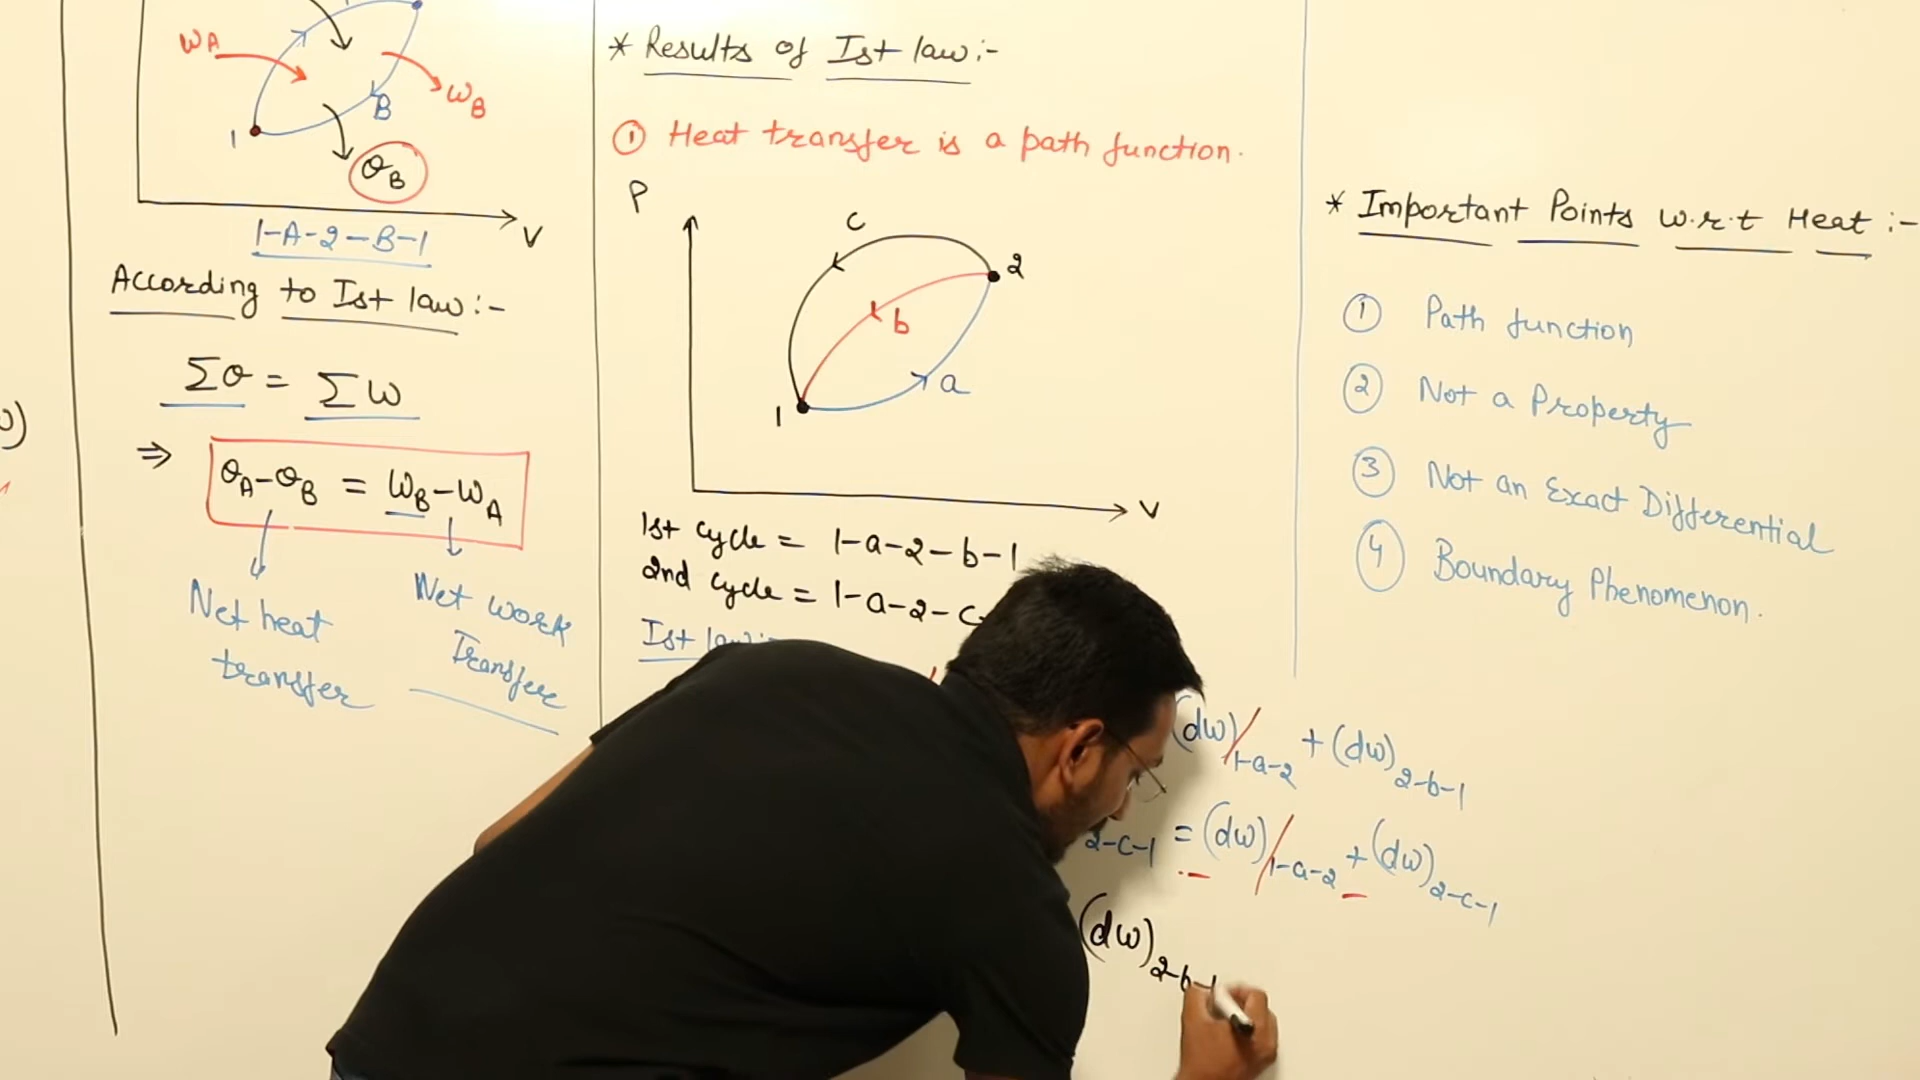 WA
WB
B
1
QB
V
1-A-2-B-1
According to Ist law:-
ΣQ = ΣW
⇒ QA-QB = WB-WA
Net heat
transfer
Net work
Transfer
* Results of Ist law:-
① Heat transfer is a path function.
P
c
2
b
a
1
V
1st cycle = 1-a-2-b-1
2nd cycle = 1-a-2-c-
Ist law:-
(dw)1-a-2 + (dw)2-b-1
2-c-1 = (dw)1-a-2 + (dw)2-c-1
(dw)2-b-1
* Important Points w.r.t Heat:-
① Path function
② Not a Property
③ Not an Exact Differential
④ Boundary Phenomenon.